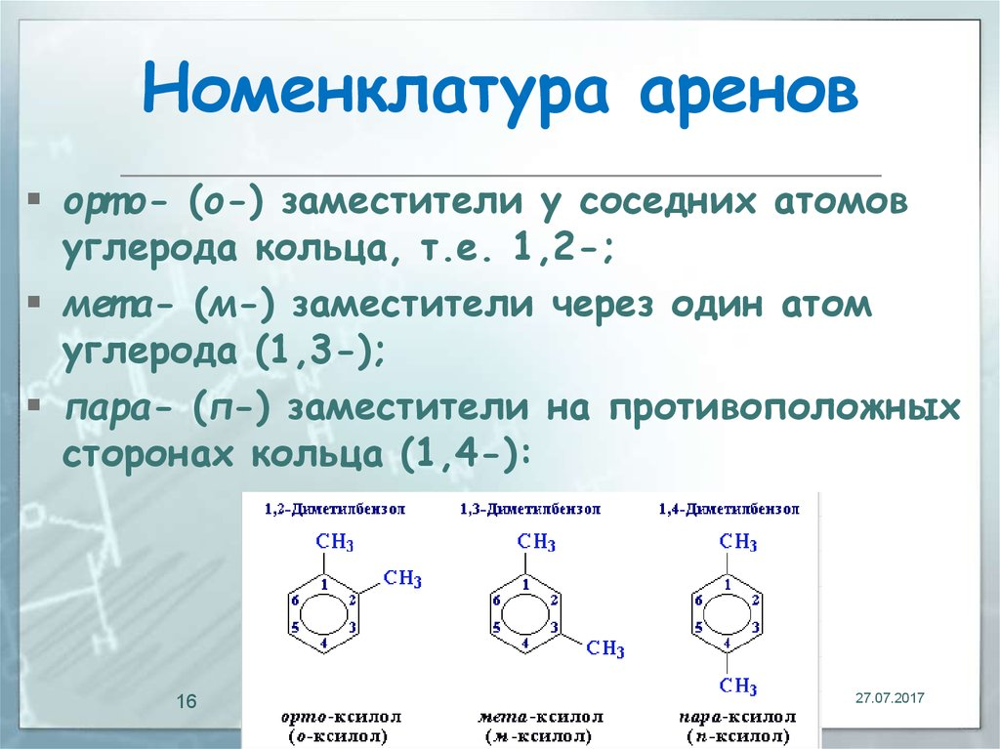 Номенклатура аренов
▪ орто- (о-) заместители у соседних атомов
углерода кольца, т.е. 1,2-;
▪ мета- (м-) заместители через один атом
углерода (1,3-);
▪ пара- (п-) заместители на противоположных
сторонах кольца (1,4-):
1,2-Диметилбензол 1,3-Диметилбензол 1,4-Диметилбензол
CH3 CH3 CH3
CH3
1 1 1
6 2 6 2 6 2
5 3 5 3 5 3
4 4 4
CH3
CH3
орто-ксилол мета-ксилол пара-ксилол
(о-ксилол) (м-ксилол) (п-ксилол)
16
27.07.2017